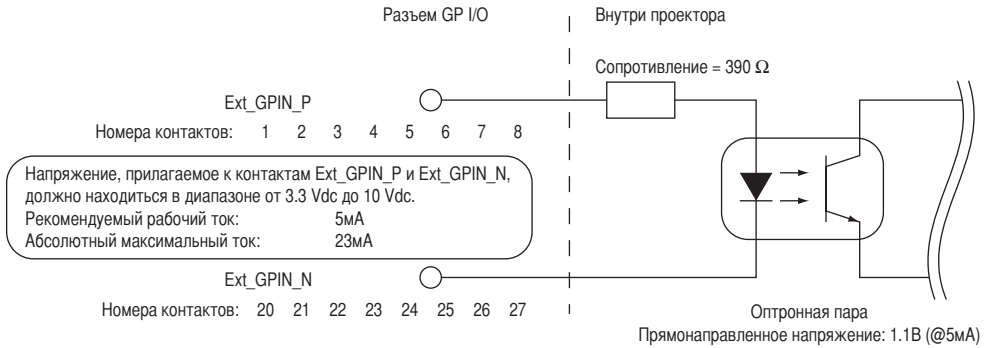 Разъем GP I/O
Внутри проектора
Сопротивление = 390 Ω
Ext_GPIN_P
Номера контактов: 1 2 3 4 5 6 7 8
Напряжение, прилагаемое к контактам Ext_GPIN_P и Ext_GPIN_N,
должно находиться в диапазоне от 3.3 Vdc до 10 Vdc.
Рекомендуемый рабочий ток: 5мА
Абсолютный максимальный ток: 23мА
Ext_GPIN_N
Номера контактов: 20 21 22 23 24 25 26 27
Оптронная пара
Прямонаправленное напряжение: 1.1В (@5мА)